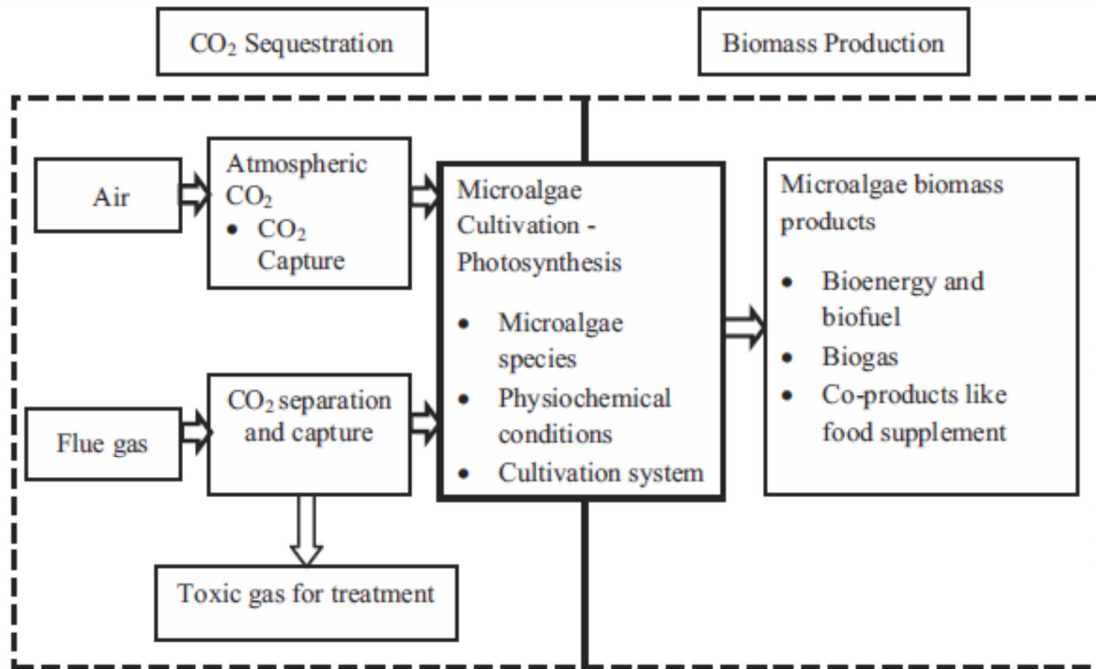 CO₂ Sequestration
Biomass Production
Air
Atmospheric
CO₂
• CO₂
Capture
Flue gas
CO₂ separation
and capture
Toxic gas for treatment
Microalgae
Cultivation -
Photosynthesis
• Microalgae
species
• Physiochemical
conditions
• Cultivation system
Microalgae biomass
products
• Bioenergy and
biofuel
• Biogas
• Co-products like
food supplement